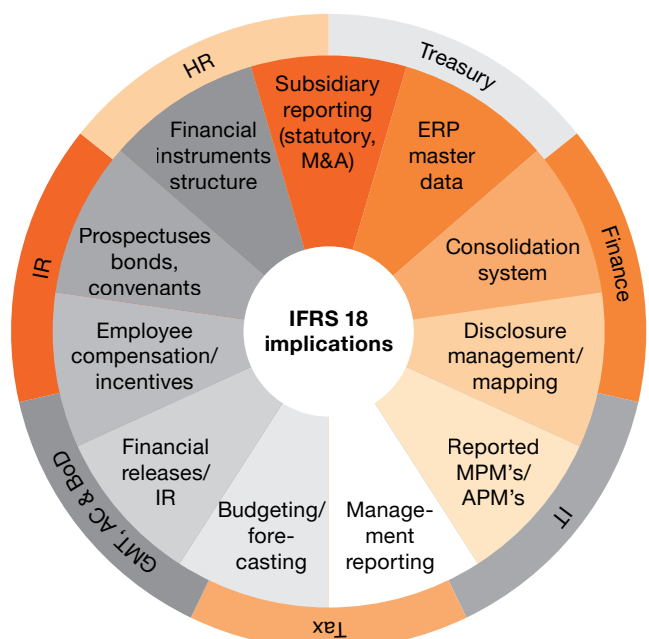 HR
Treasury
Finance
IT
Tax
GMT, AC & BoD
IR
Subsidiary
reporting
(statutory,
M&A)
ERP
master
data
Consolidation
system
Disclosure
management/
mapping
Reported
MPM's/
APM's
Manage-
ment
reporting
Budgeting/
fore-
casting
Financial
releases/
IR
Employee
compensation/
incentives
Prospectuses
bonds,
convenants
Financial
instruments
structure
IFRS 18
implications